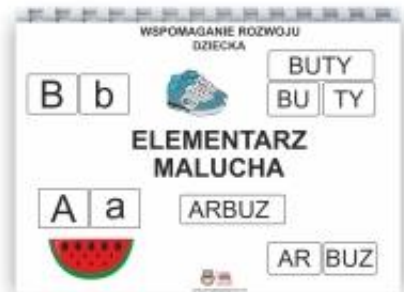 WSPOMAGANIE ROZWOJU
DZIECKA
B b
BUTY
BU TY
ELEMENTARZ
MALUCHA
A a
ARBUZ
AR BUZ